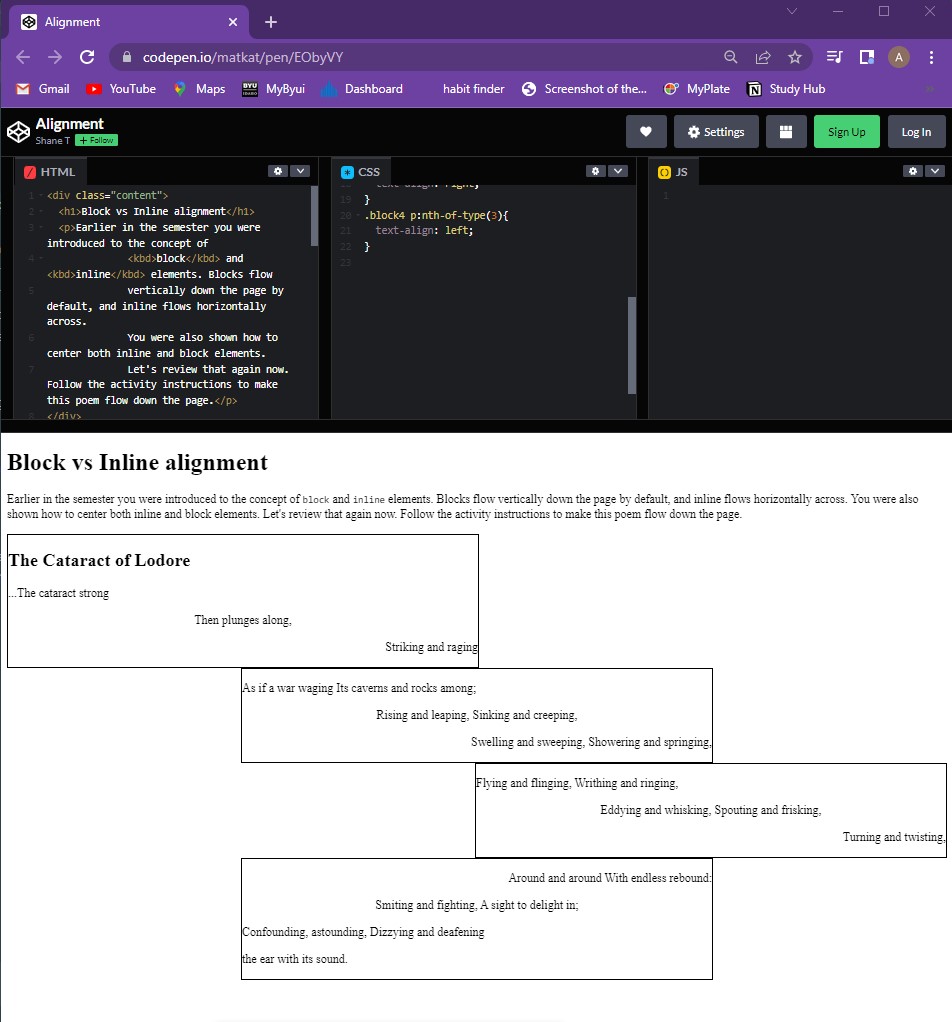 Alignment
codepen.io/matkat/pen/EObyVY
A
Gmail YouTube Maps BYU IDAHO MyByui Dashboard habit finder Screenshot of the... MyPlate N Study Hub
Alignment
Shane T + Follow
Settings Sign Up Log In
HTML
1 <div class="content">
2 <h1>Block vs Inline alignment</h1>
3 <p>Earlier in the semester you were
introduced to the concept of
4 <kbd>block</kbd> and
<kbd>inline</kbd> elements. Blocks flow
5 vertically down the page by
default, and inline flows horizontally
across.
6 You were also shown how to
center both inline and block elements.
7 Let's review that again now.
Follow the activity instructions to make
this poem flow down the page.</p>
8 </div>
CSS
18 text-align: right;
19 }
20 .block4 p:nth-of-type(3){
21 text-align: left;
22 }
23
JS
1
Block vs Inline alignment
Earlier in the semester you were introduced to the concept of block and inline elements. Blocks flow vertically down the page by default, and inline flows horizontally across. You were also
shown how to center both inline and block elements. Let's review that again now. Follow the activity instructions to make this poem flow down the page.
The Cataract of Lodore
...The cataract strong
Then plunges along,
Striking and raging
As if a war waging Its caverns and rocks among;
Rising and leaping, Sinking and creeping,
Swelling and sweeping, Showering and springing,
Flying and flinging, Writhing and ringing,
Eddying and whisking, Spouting and frisking,
Turning and twisting,
Around and around With endless rebound:
Smiting and fighting, A sight to delight in;
Confounding, astounding, Dizzying and deafening
the ear with its sound.